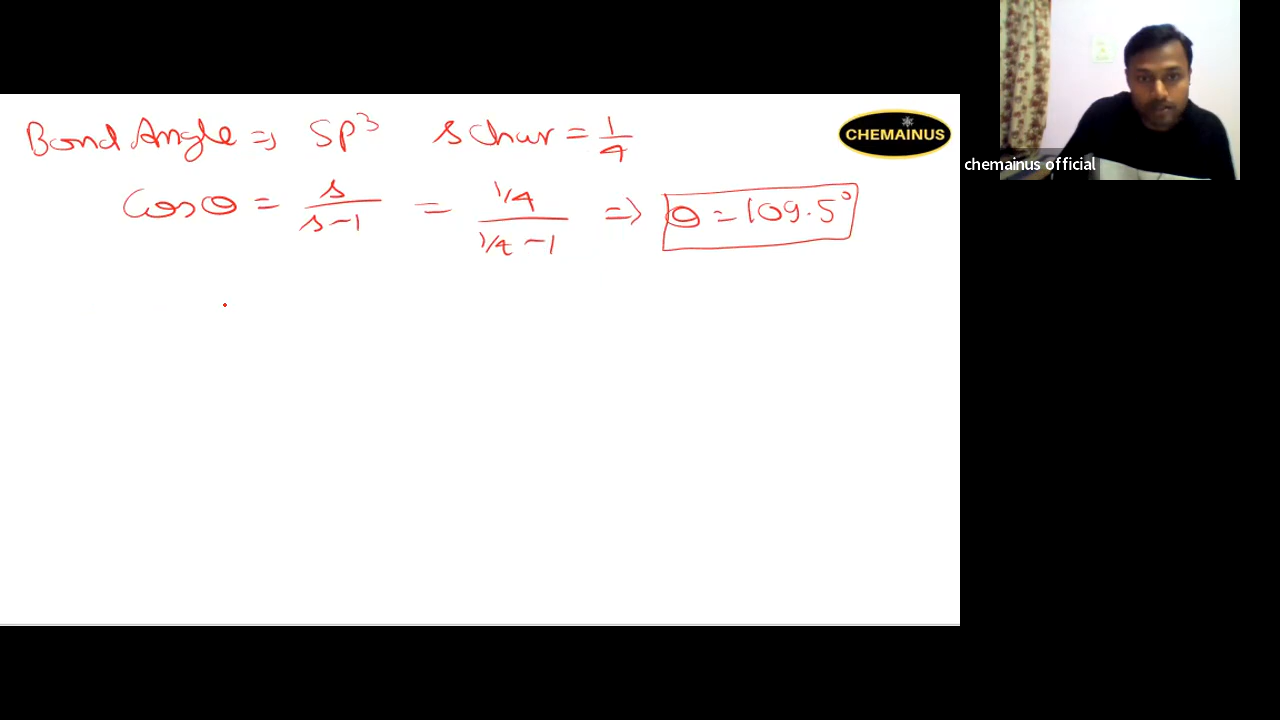 Bond Angle ⇒ SP³ s char = 1/4
CHEMAINUS
chemainus official
cosθ = s/s-1 = 1/4/1/4-1 ⇒ θ = 109.5°